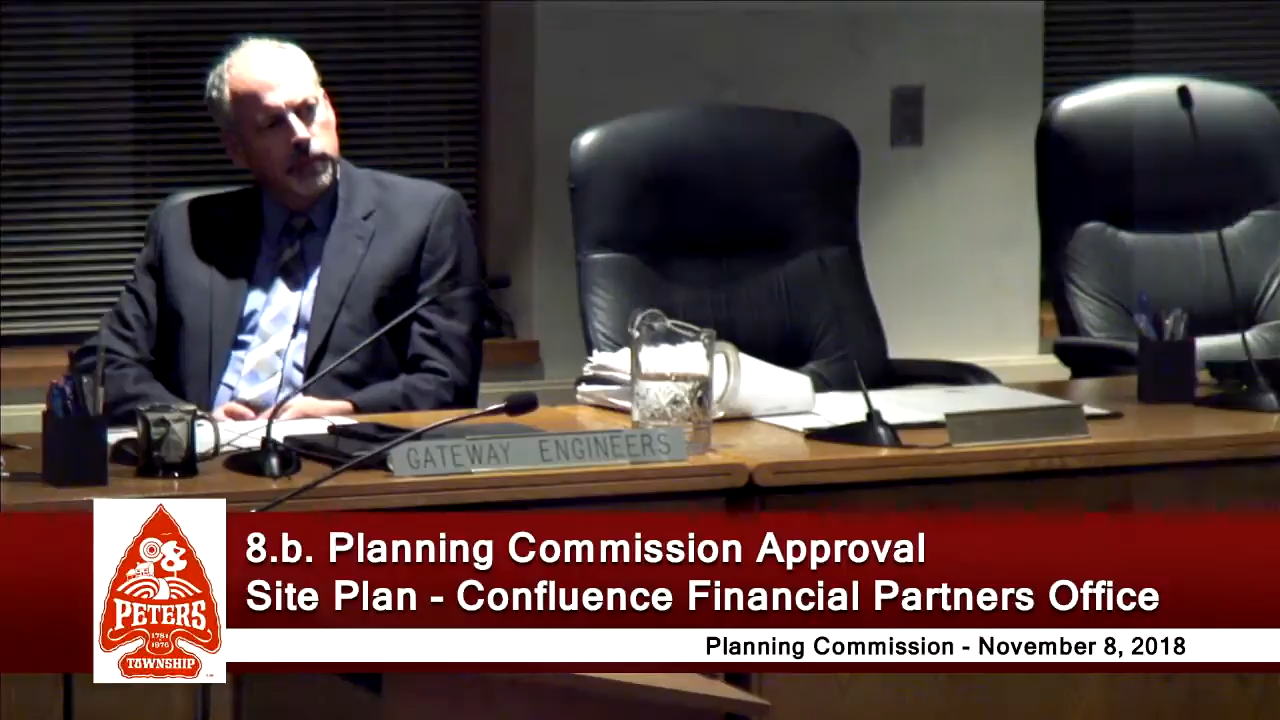 GATEWAY ENGINEERS
8.b. Planning Commission Approval
Site Plan - Confluence Financial Partners Office
Planning Commission - November 8, 2018
PETERS
1781
1976
TOWNSHIP